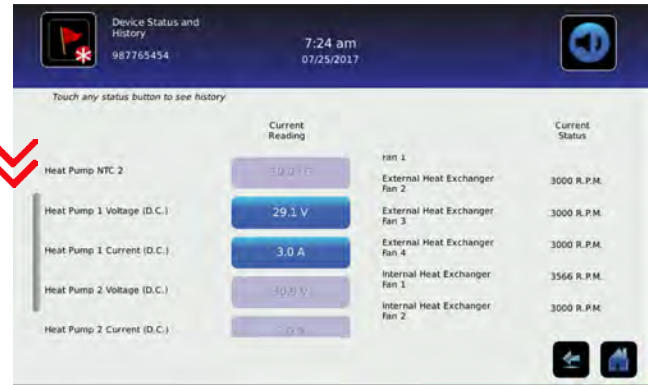 Device Status and
History
987765454
7:24 am
07/25/2017
Touch any status button to see history
Current
Reading
Current
Status
Heat Pump NTC 2
Heat Pump 1 Voltage (D.C.)
29.1 V
Heat Pump 1 Current (D.C.)
3.0 A
Heat Pump 2 Voltage (D.C.)
Heat Pump 2 Current (D.C.)
Fan 1
External Heat Exchanger
Fan 2
3000 R.P.M.
External Heat Exchanger
Fan 3
3000 R.P.M.
External Heat Exchanger
Fan 4
3000 R.P.M.
Internal Heat Exchanger
Fan 1
3566 R.P.M.
Internal Heat Exchanger
Fan 2
3000 R.P.M.